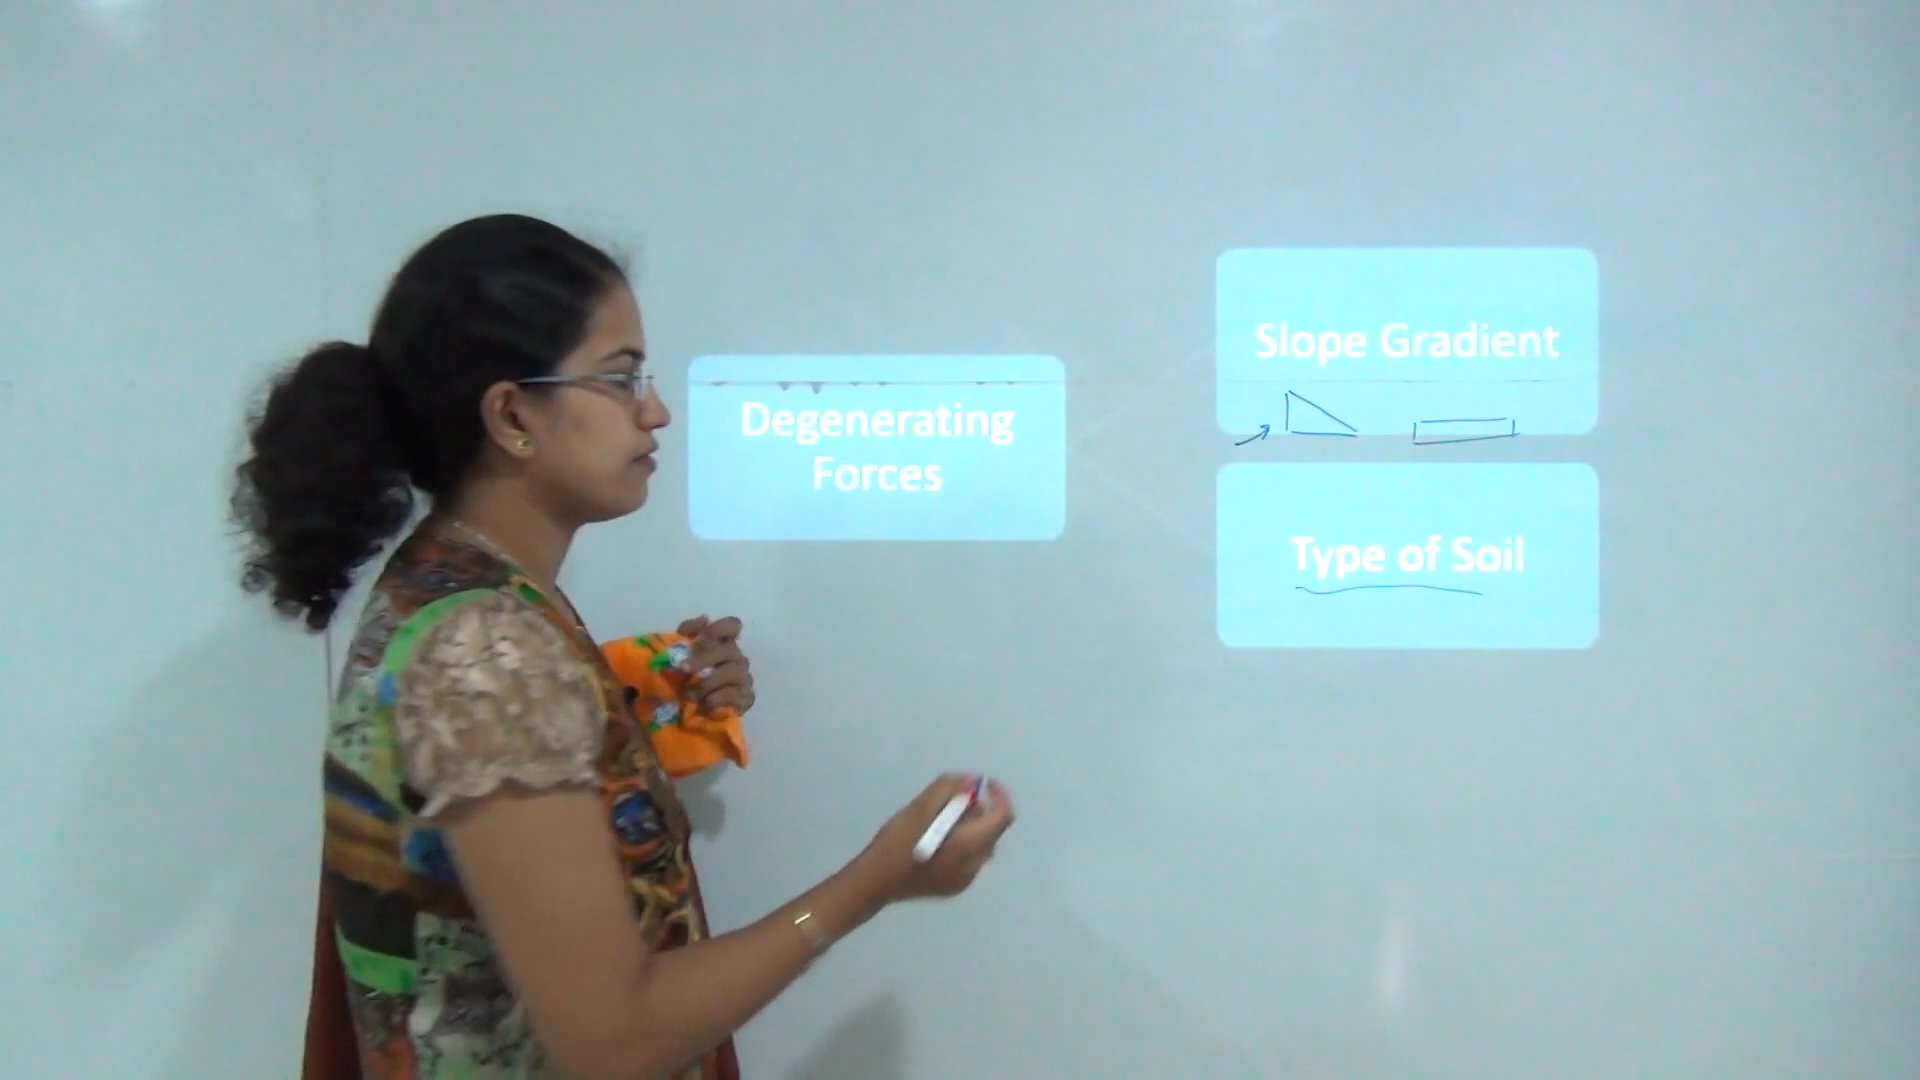 Degenerating
Forces
Slope Gradient
Type of Soil